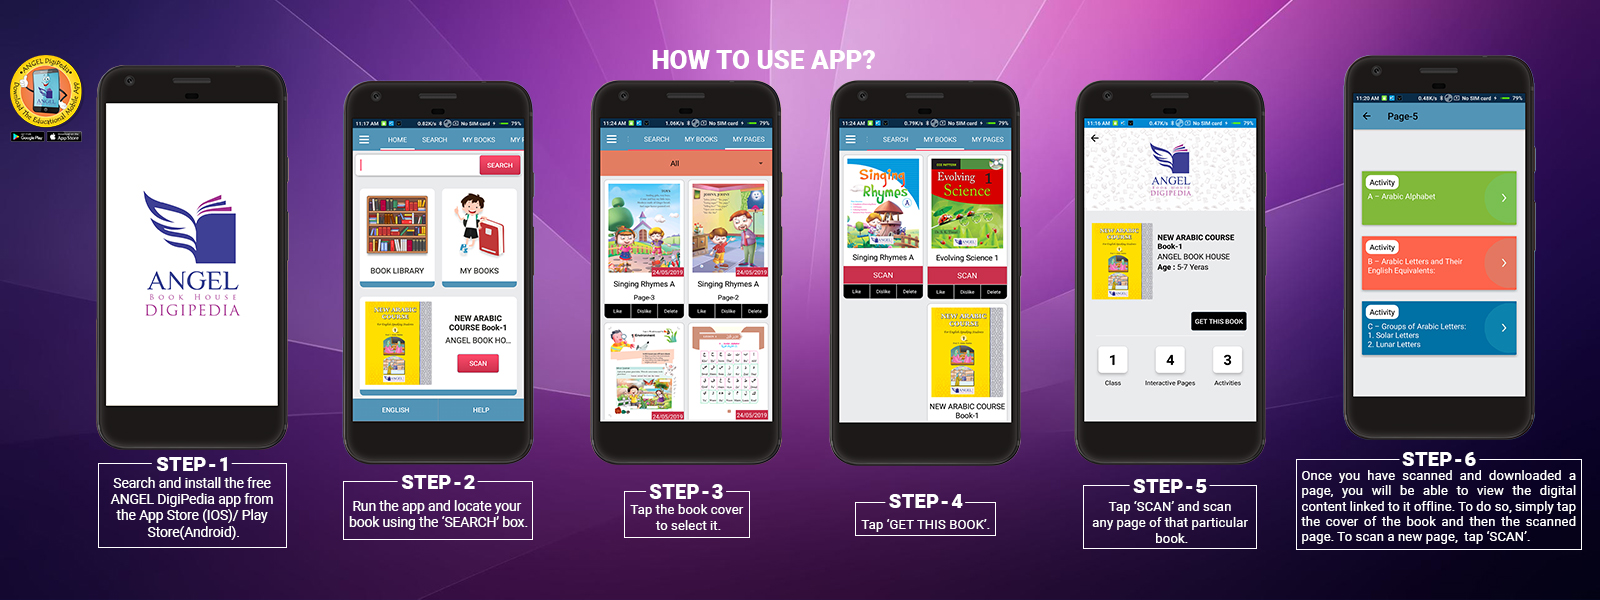 HOW TO USE APP?
ANGEL DigiPedia
Download The Educational Mobile App
Google Play
App Store
ANGEL
BOOK HOUSE
DIGIPEDIA
STEP - 1
Search and install the free
ANGEL DigiPedia app from
the App Store (IOS)/ Play
Store(Android).
11:17 AM
0.82K/s
No SIM card
79%
HOME
SEARCH
MY BOOKS
MY P
SEARCH
BOOK LIBRARY
MY BOOKS
NEW ARABIC
COURSE
NEW ARABIC
COURSE Book-1
ANGEL BOOK HO...
SCAN
ENGLISH
HELP
STEP - 2
Run the app and locate your
book using the ‘SEARCH’ box.
11:24 AM
1.06K/s
No SIM card
79%
SEARCH
MY BOOKS
MY PAGES
All
24/05/2019
24/05/2019
Singing Rhymes A
Singing Rhymes A
Page-3
Page-2
Like
Dislike
Delete
Like
Dislike
Delete
24/05/2019
24/05/2019
STEP - 3
Tap the book cover
to select it.
11:24 AM
0.79K/s
No SIM card
79%
SEARCH
MY BOOKS
MY PAGES
Singing
Rhymes
A
Evolving 1
Science
Singing Rhymes A
Evolving Science 1
SCAN
SCAN
Like
Dislike
Delete
Like
Dislike
Delete
NEW ARABIC
COURSE
NEW ARABIC COURSE
Book-1
STEP - 4
Tap ‘GET THIS BOOK’.
11:16 AM
0.47K/s
No SIM card
79%
ANGEL
BOOK HOUSE
DIGIPEDIA
NEW ARABIC
COURSE
NEW ARABIC COURSE
Book-1
ANGEL BOOK HOUSE
Age : 5-7 Yeras
GET THIS BOOK
1
4
3
Class
Interactive Pages
Activities
STEP - 5
Tap ‘SCAN’ and scan
any page of that particular
book.
11:20 AM
0.48K/s
No SIM card
79%
Page-5
Activity
A – Arabic Alphabet
Activity
B – Arabic Letters and Their
English Equivalents:
Activity
C – Groups of Arabic Letters:
1. Solar Letters
2. Lunar Letters
STEP - 6
Once you have scanned and downloaded a
page, you will be able to view the digital
content linked to it offline. To do so, simply tap
the cover of the book and then the scanned
page. To scan a new page, tap ‘SCAN’.